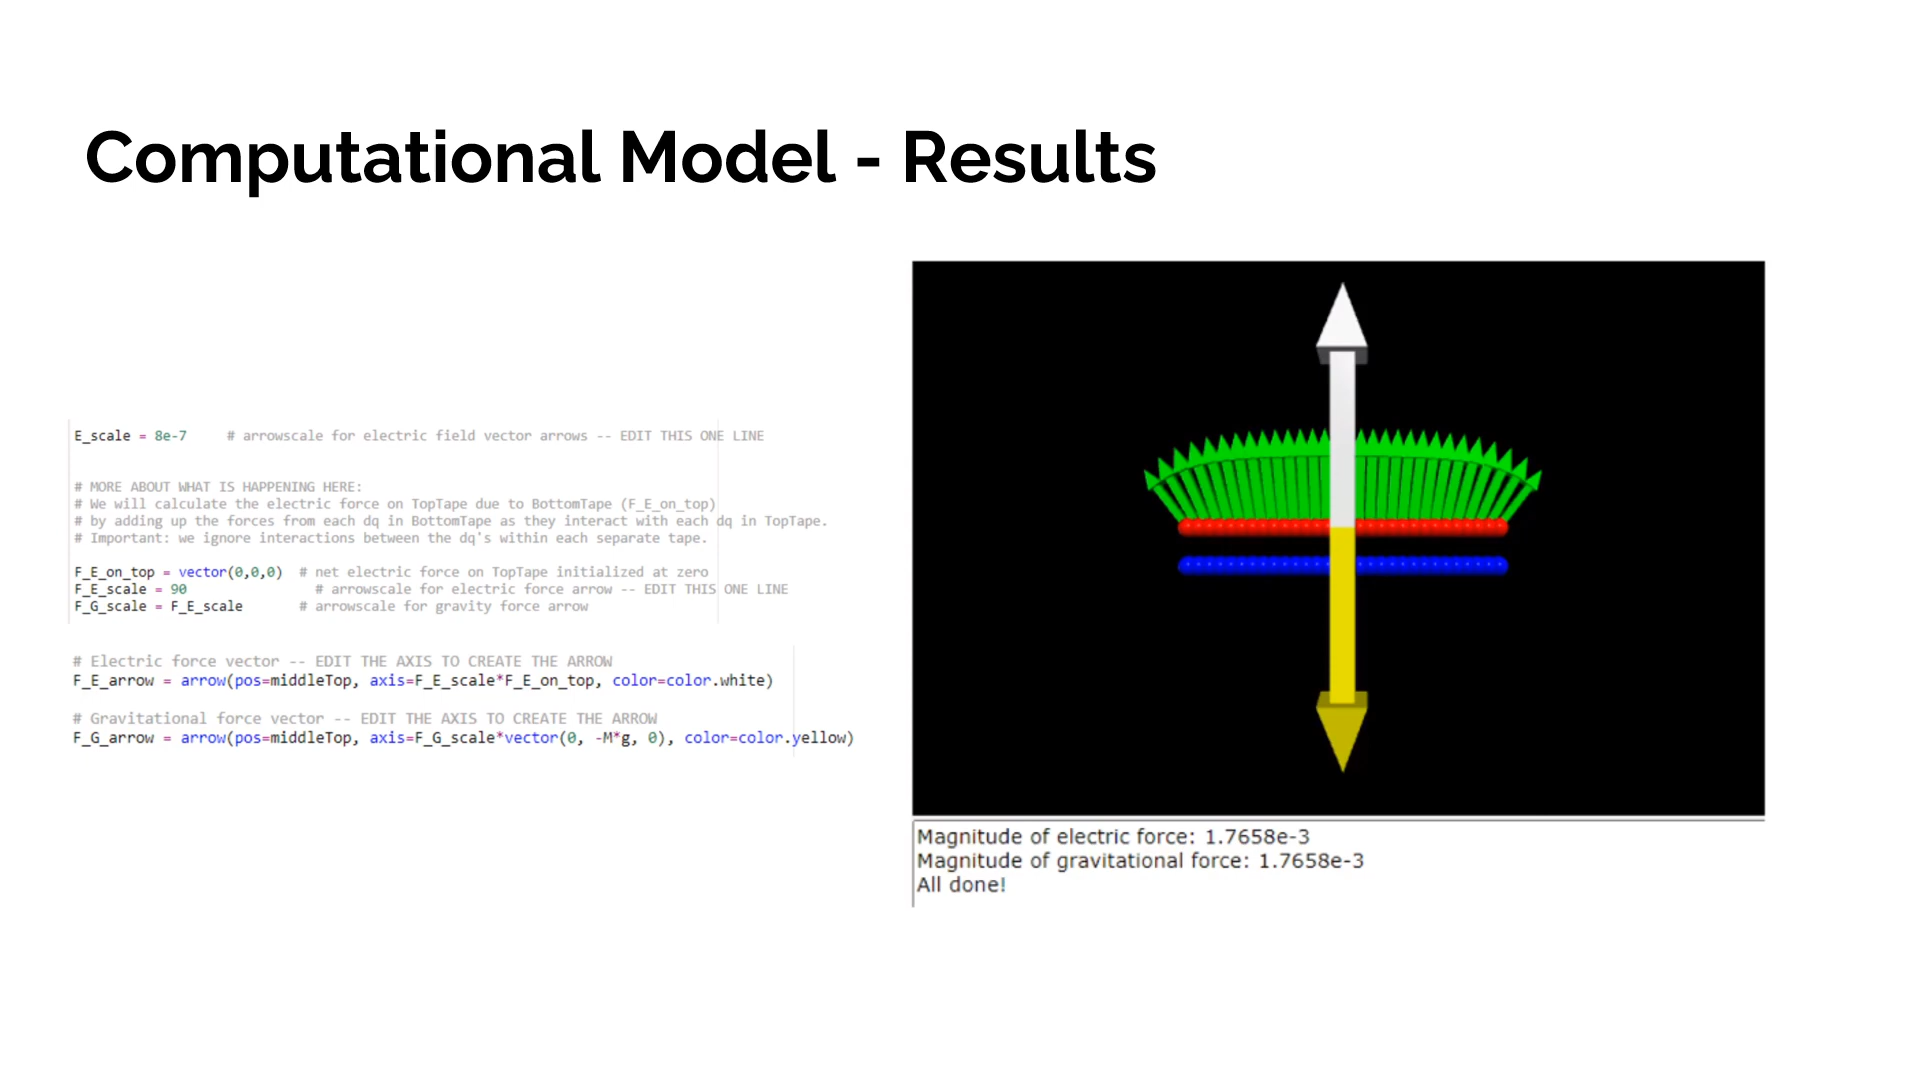 Computational Model - Results
E_scale = 8e-7     # arrowscale for electric field vector arrows -- EDIT THIS ONE LINE
# MORE ABOUT WHAT IS HAPPENING HERE:
# We will calculate the electric force on TopTape due to BottomTape (F_E_on_top)
# by adding up the forces from each dq in BottomTape as they interact with each dq in TopTape.
# Important: we ignore interactions between the dq's within each separate tape.
F_E_on_top = vector(0,0,0)  # net electric force on TopTape initialized at zero
F_E_scale = 90                # arrowscale for electric force arrow -- EDIT THIS ONE LINE
F_G_scale = F_E_scale       # arrowscale for gravity force arrow
# Electric force vector -- EDIT THE AXIS TO CREATE THE ARROW
F_E_arrow = arrow(pos=middleTop, axis=F_E_scale*F_E_on_top, color=color.white)
# Gravitational force vector -- EDIT THE AXIS TO CREATE THE ARROW
F_G_arrow = arrow(pos=middleTop, axis=F_G_scale*vector(0, -M*g, 0), color=color.yellow)
Magnitude of electric force: 1.7658e-3
Magnitude of gravitational force: 1.7658e-3
All done!